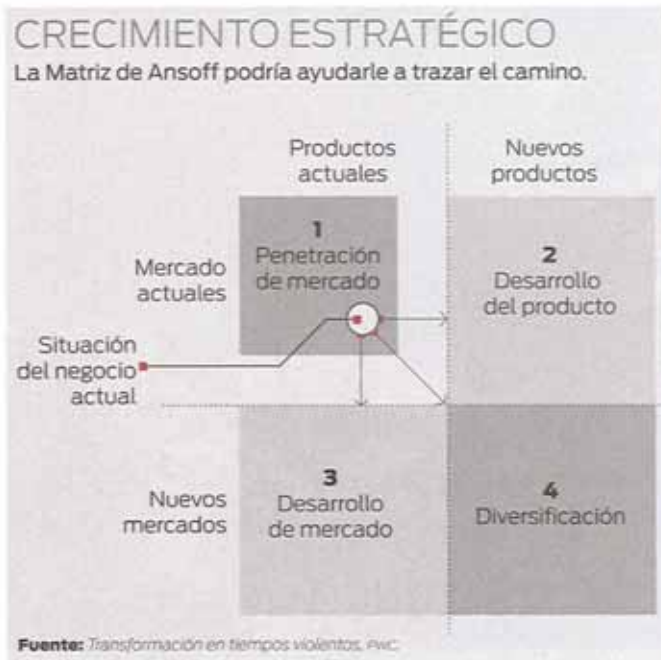 CRECIMIENTO ESTRATÉGICO
La Matriz de Ansoff podría ayudarle a trazar el camino.
Productos
actuales
Nuevos
productos
Mercado
actuales
1
Penetración
de mercado
2
Desarrollo
del producto
Situación
del negocio
actual
Nuevos
mercados
3
Desarrollo
de mercado
4
Diversificación
Fuente: Transformación en tiempos violentos, PWC.